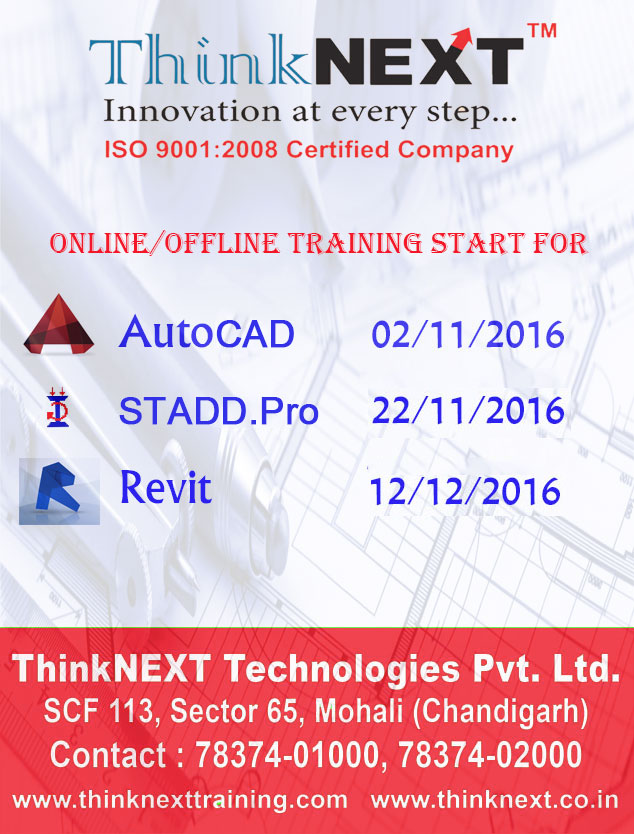 ThinkNEXT™
Innovation at every step...
ISO 9001:2008 Certified Company
ONLINE/OFFLINE TRAINING START FOR
AutoCAD 02/11/2016
STADD.Pro 22/11/2016
Revit 12/12/2016
ThinkNEXT Technologies Pvt. Ltd.
SCF 113, Sector 65, Mohali (Chandigarh)
Contact : 78374-01000, 78374-02000
www.thinknexttraining.com www.thinknext.co.in